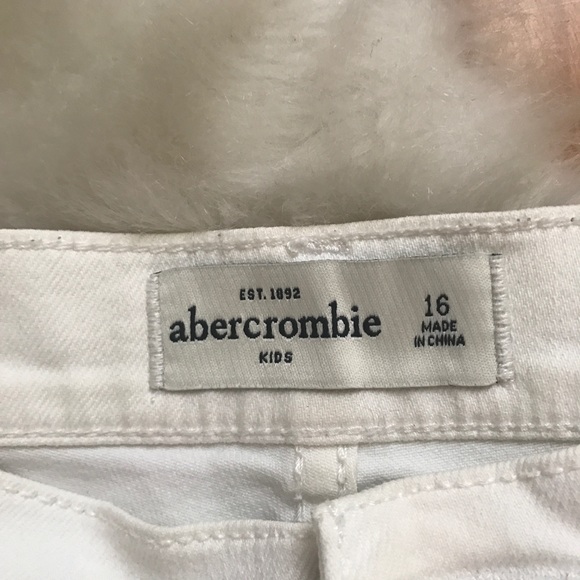 EST. 1892
abercrombie
KIDS
16
MADE
IN CHINA